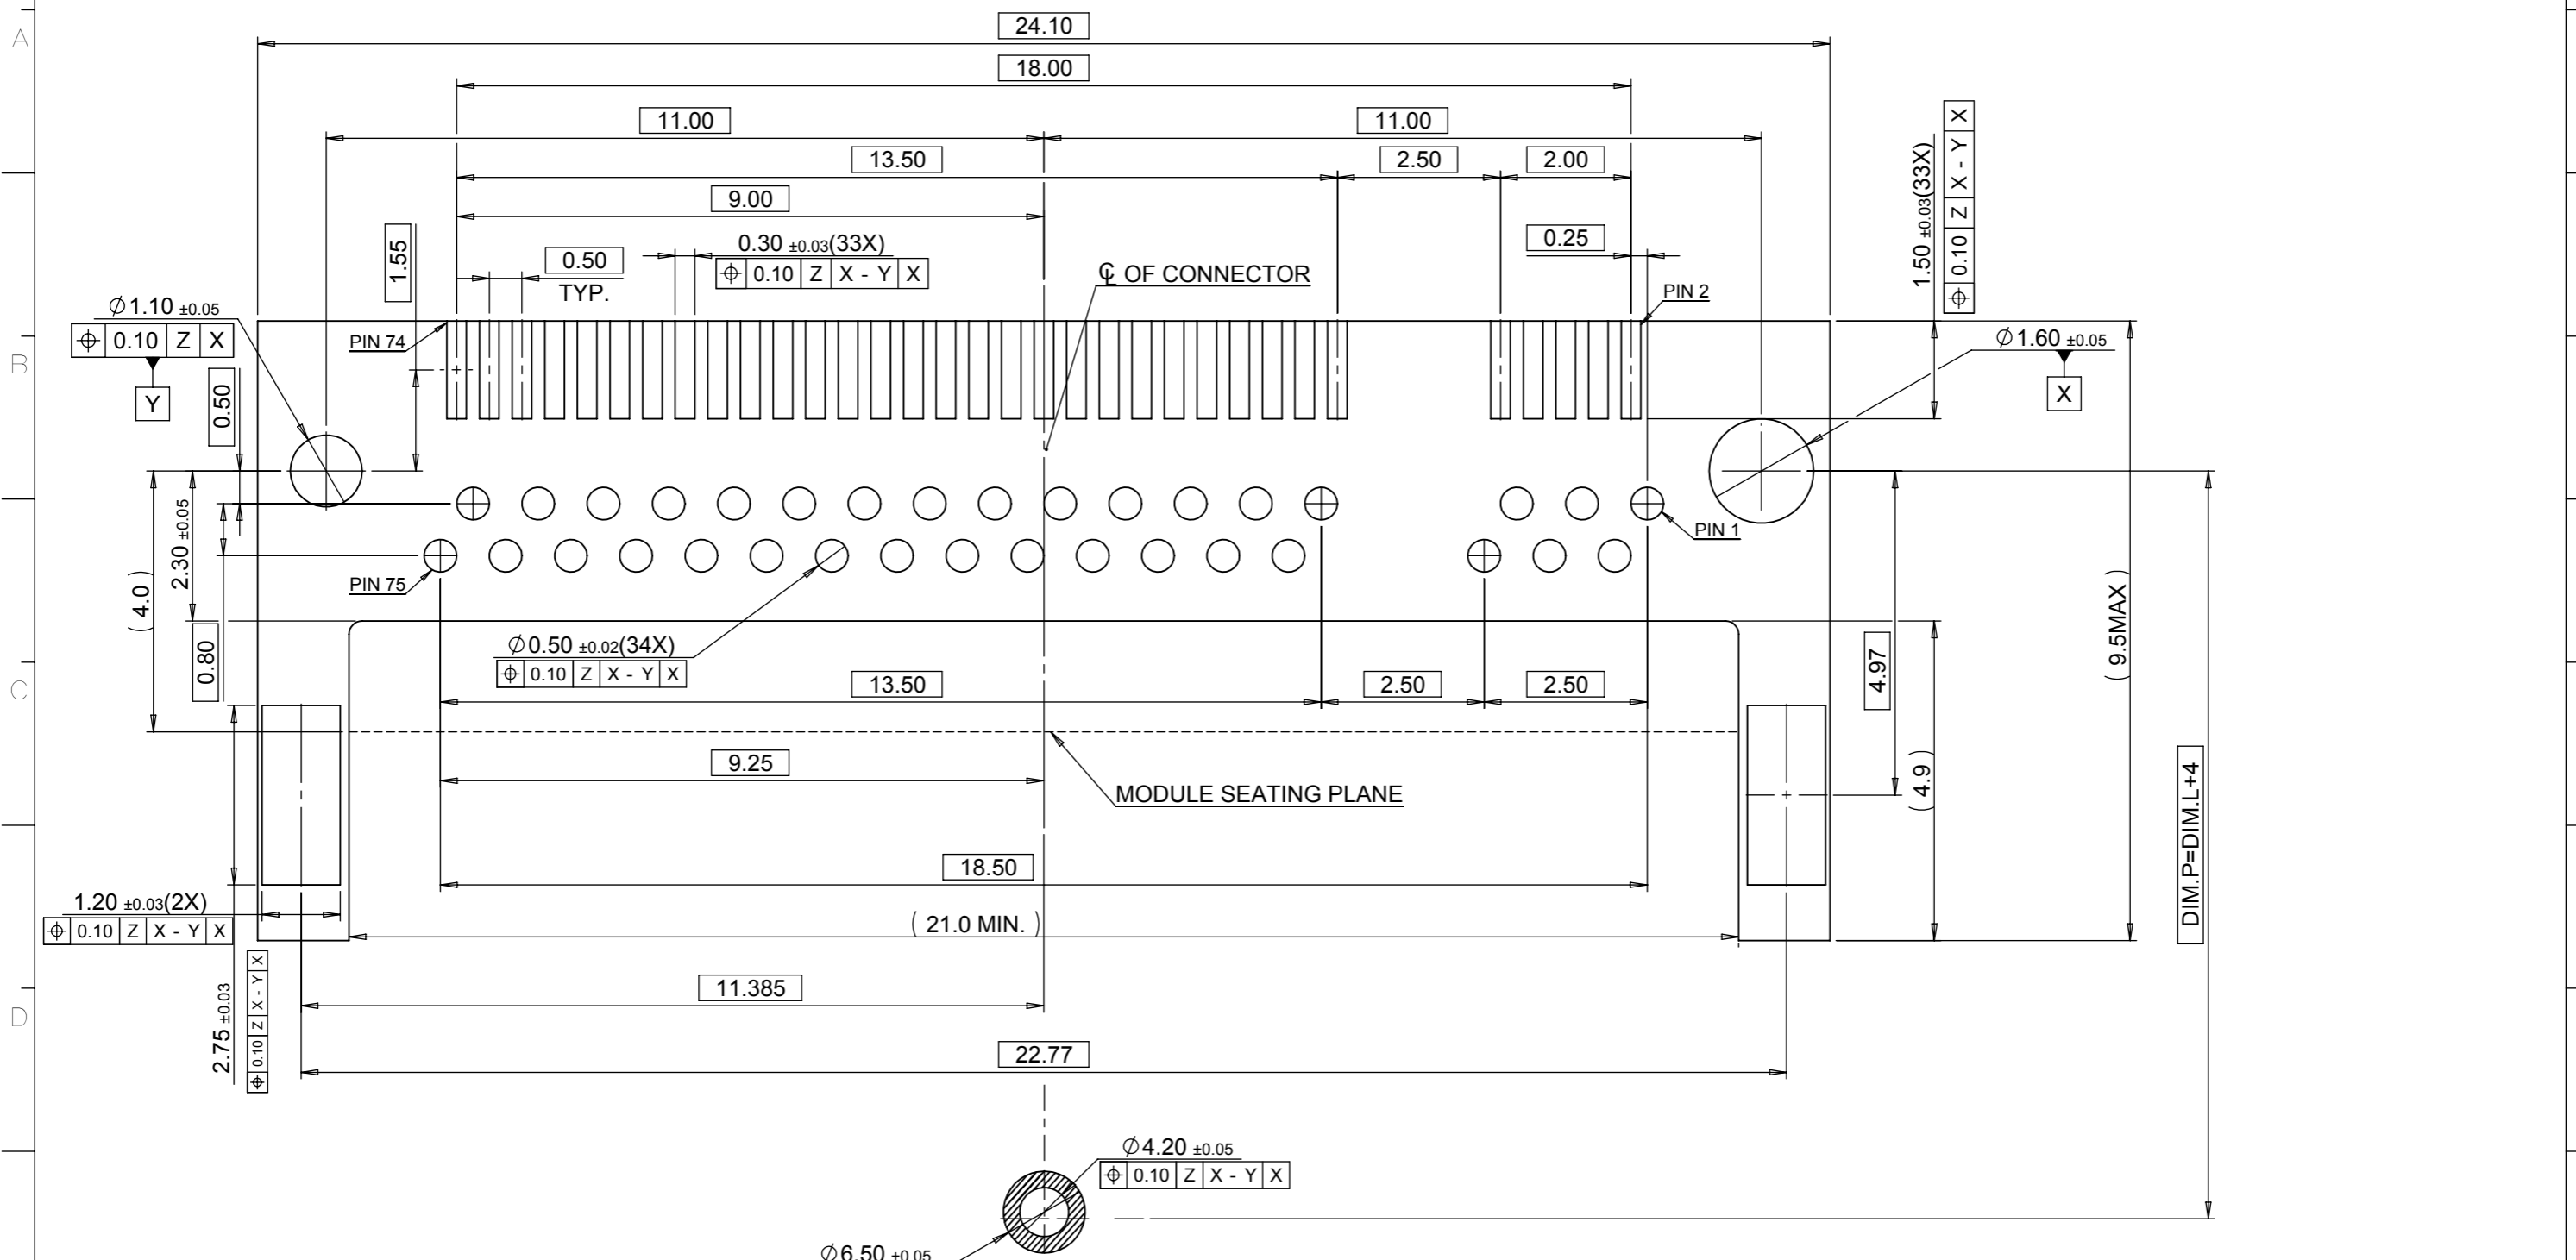 A
24.10
18.00
11.00
11.00
13.50
2.50
2.00
9.00
1.50 ±0.03(33X)
⌖ 0.10 Z X - Y X
1.55
0.50
TYP.
0.30 ±0.03(33X)
⌖ 0.10 Z X - Y X
0.25
℄ OF CONNECTOR
PIN 2
Ø1.10 ±0.05
⌖ 0.10 Z X
Y
B
PIN 74
Ø1.60 ±0.05
X
0.50
PIN 1
2.30 ±0.05
(4.0)
PIN 75
0.80
Ø0.50 ±0.02(34X)
⌖ 0.10 Z X - Y X
C
13.50
2.50
2.50
4.97
(9.5MAX)
9.25
MODULE SEATING PLANE
(4.9)
DIM.P=DIM.L+4
18.50
1.20 ±0.03(2X)
⌖ 0.10 Z X - Y X
(21.0 MIN.)
2.75 ±0.03
⌖ 0.10 Z X - Y X
11.385
D
22.77
Ø4.20 ±0.05
⌖ 0.10 Z X - Y X
Ø6.50 ±0.05